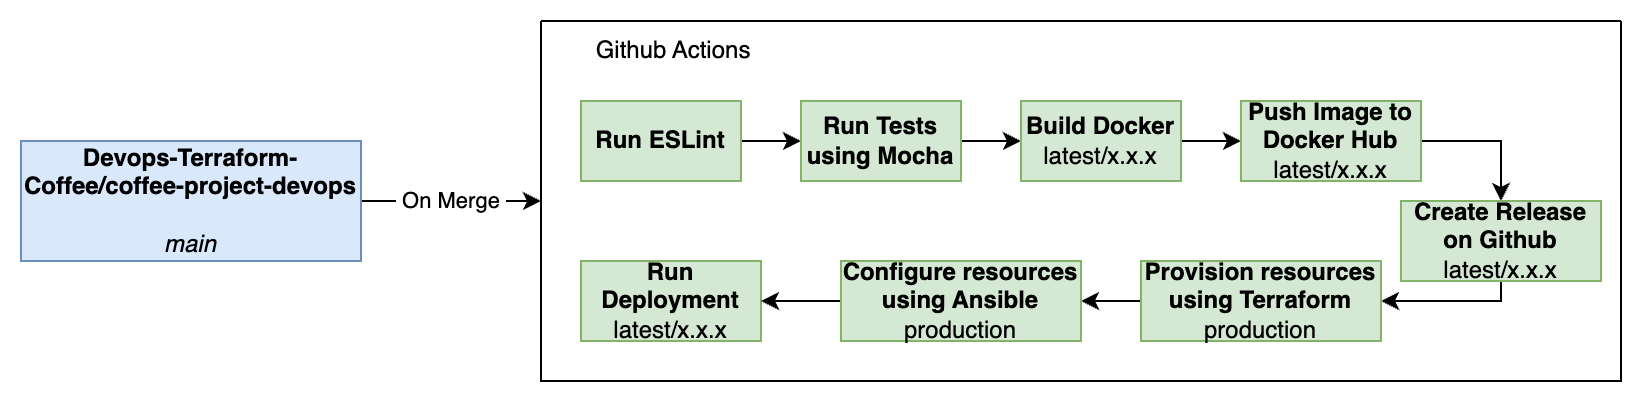 Github Actions
Devops-Terraform-
Coffee/coffee-project-devops
main
On Merge
Run ESLint
Run Tests
using Mocha
Build Docker
latest/x.x.x
Push Image to
Docker Hub
latest/x.x.x
Create Release
on Github
latest/x.x.x
Provision resources
using Terraform
production
Configure resources
using Ansible
production
Run
Deployment
latest/x.x.x